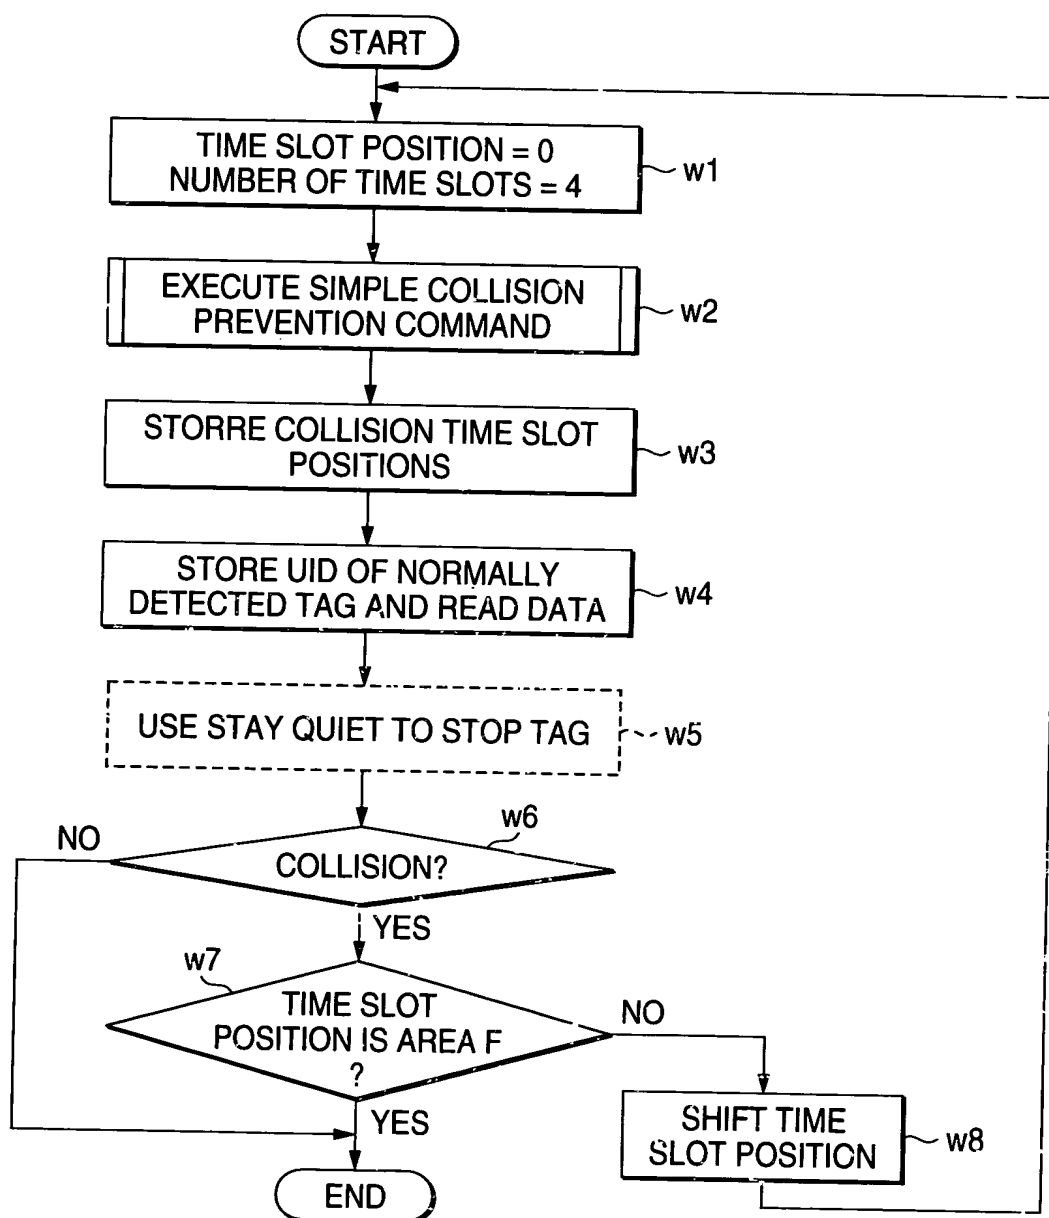 START
TIME SLOT POSITION = 0
NUMBER OF TIME SLOTS = 4
w1
EXECUTE SIMPLE COLLISION
PREVENTION COMMAND
w2
STORRE COLLISION TIME SLOT
POSITIONS
w3
STORE UID OF NORMALLY
DETECTED TAG AND READ DATA
w4
USE STAY QUIET TO STOP TAG
w5
w6
NO
COLLISION?
YES
w7
TIME SLOT
POSITION IS AREA F
?
NO
YES
SHIFT TIME
SLOT POSITION
w8
END